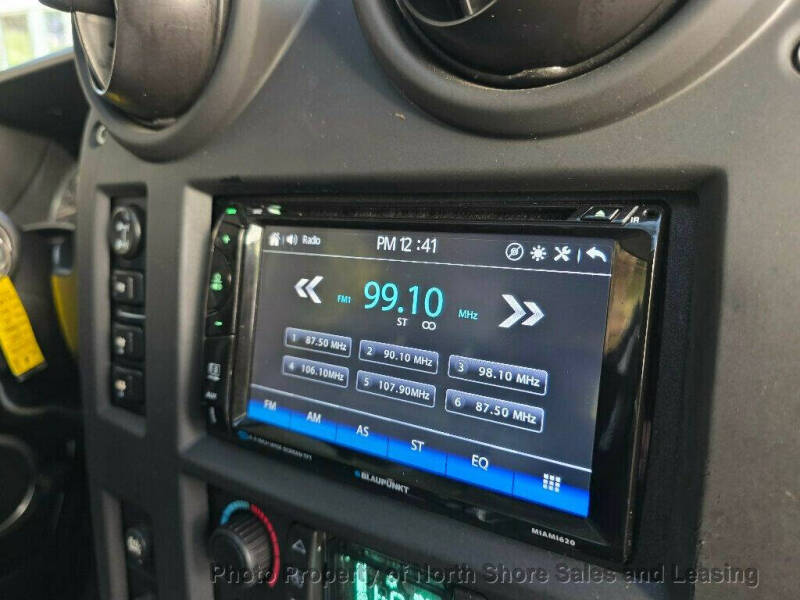 IR
Radio PM 12 :41
FM1 99.10 MHz
ST
1 87.50 MHz 2 90.10 MHz 3 98.10 MHz
4 106.10MHz 5 107.90MHz 6 87.50 MHz
FM AM AS ST EQ
BLAUPUNKT
MIAMI620
Photo Property of North Shore Sales and Leasing